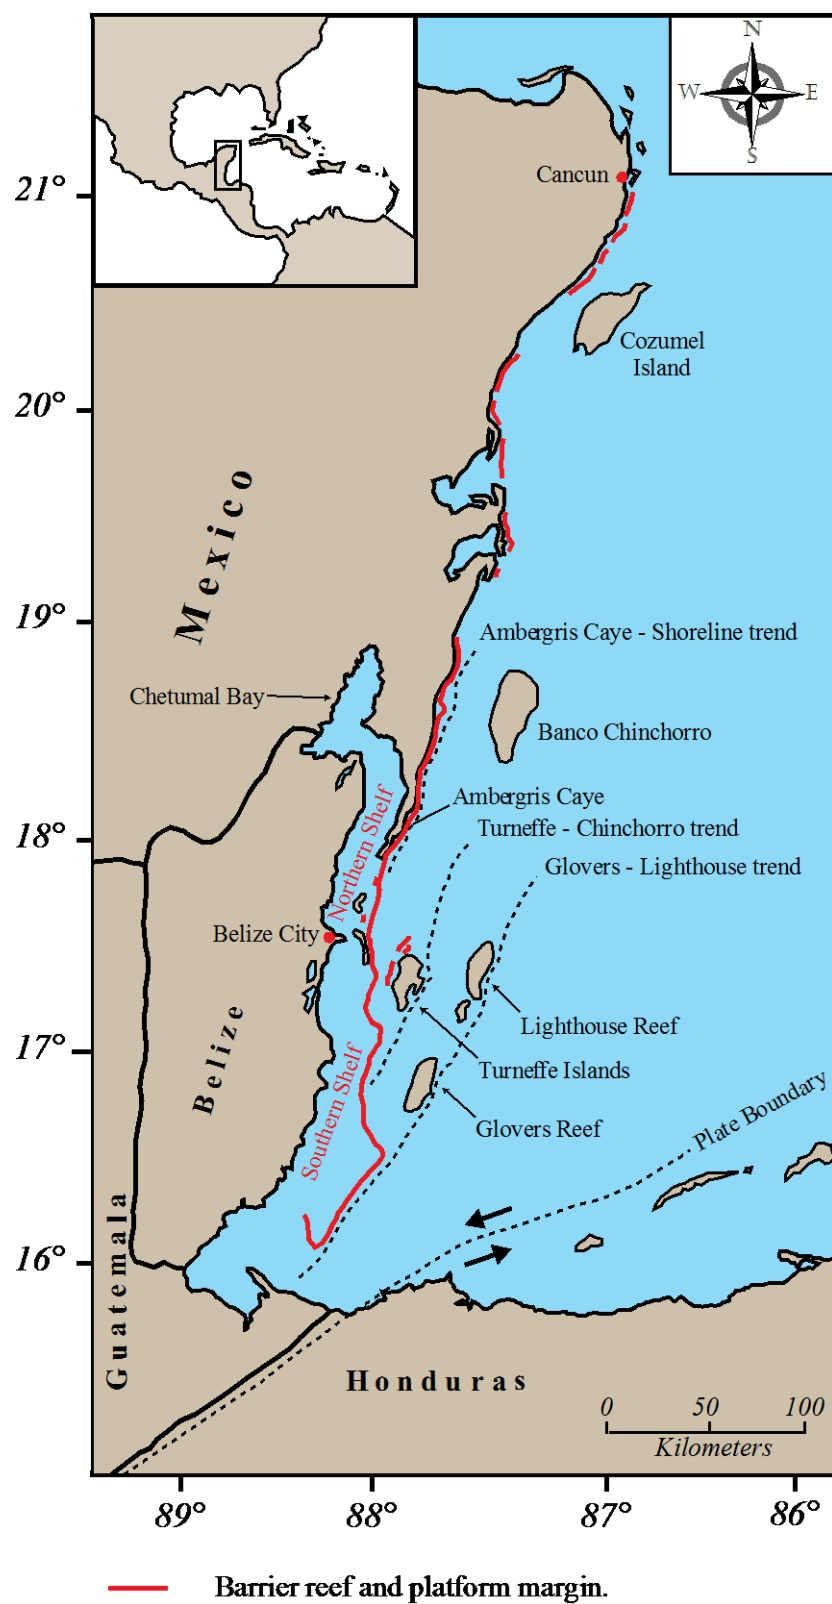 N
W
E
S
21°
Cancun
Cozumel
Island
20°
Mexico
19°
Ambergris Caye - Shoreline trend
Chetumal Bay
Banco Chinchorro
Ambergris Caye
18°
Turneffe - Chinchorro trend
Northern Shelf
Glovers - Lighthouse trend
Belize City
Lighthouse Reef
17°
Belize
Turneffe Islands
Southern Shelf
Glovers Reef
Plate Boundary
16°
Guatemala
Honduras
0 50 100
Kilometers
89° 88° 87° 86°
Barrier reef and platform margin.